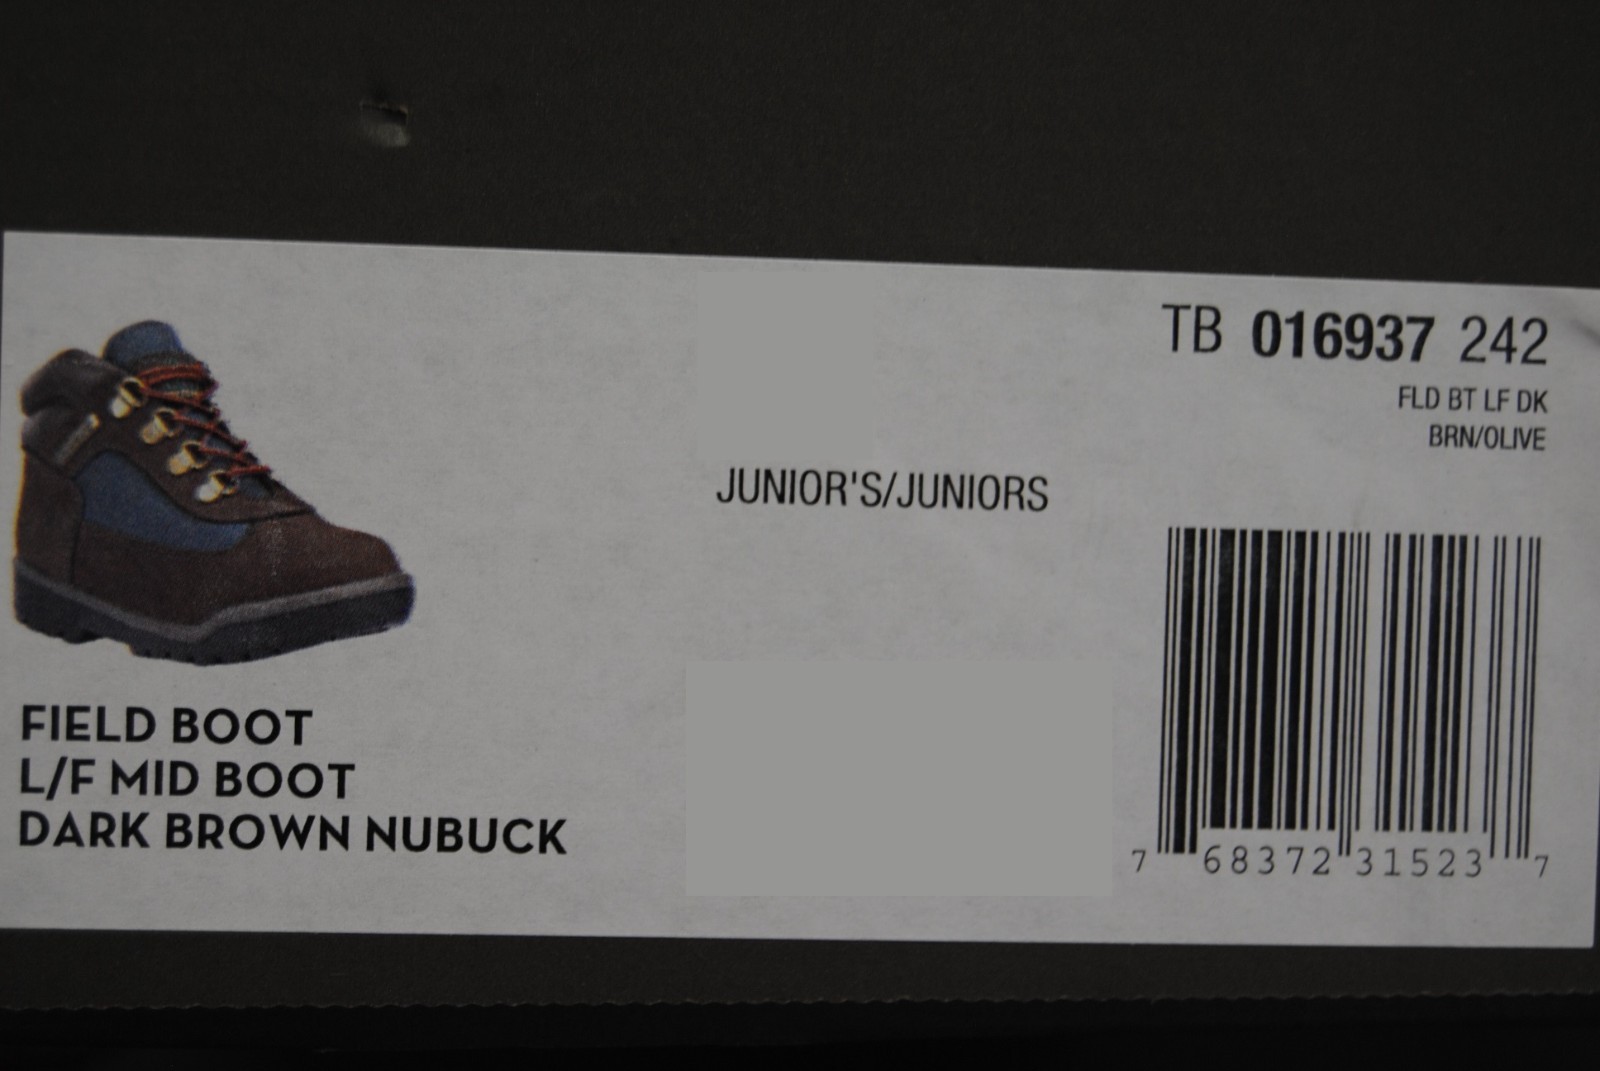 TB 016937 242
FLD BT LF DK
BRN/OLIVE
JUNIOR'S/JUNIORS
FIELD BOOT
L/F MID BOOT
DARK BROWN NUBUCK
7 68372 31523 7